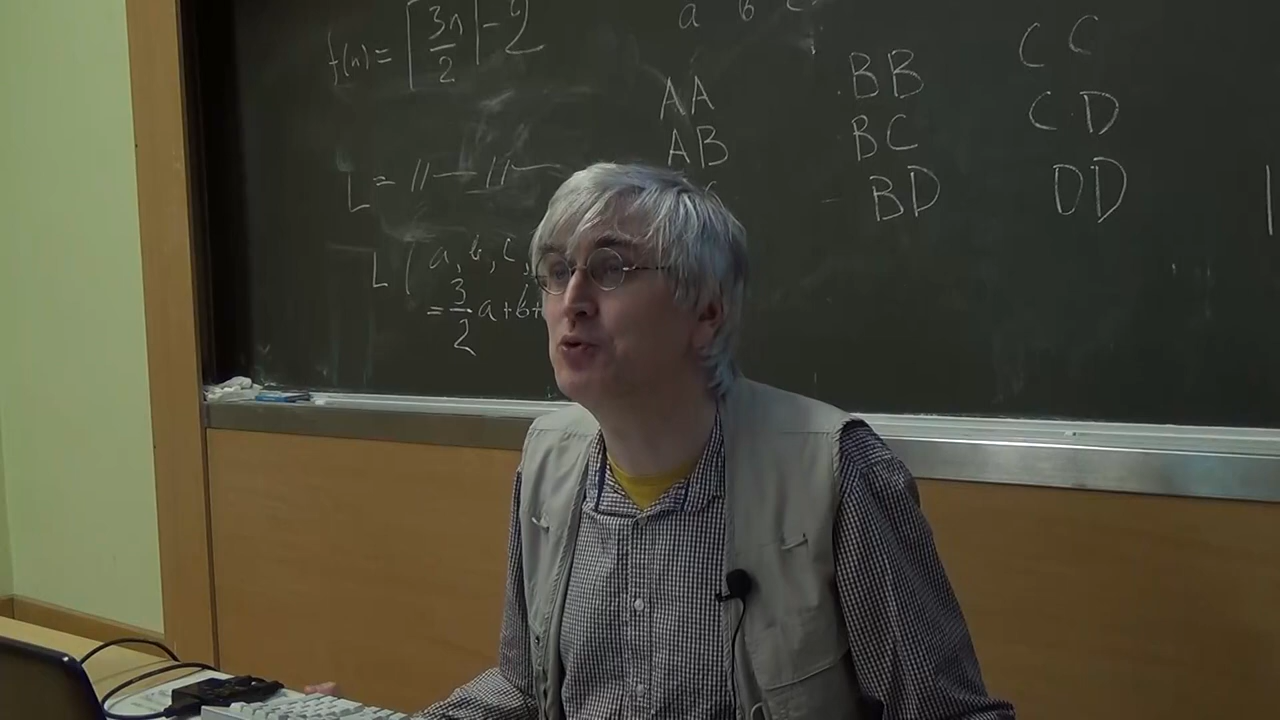 f(n) = ⌈3n/2⌉ - 2
L = 〃 〃
L(a, b, c,
= 3/2 a + b +
a b c
AA
AB
BB
BC
BD
CC
CD
DD